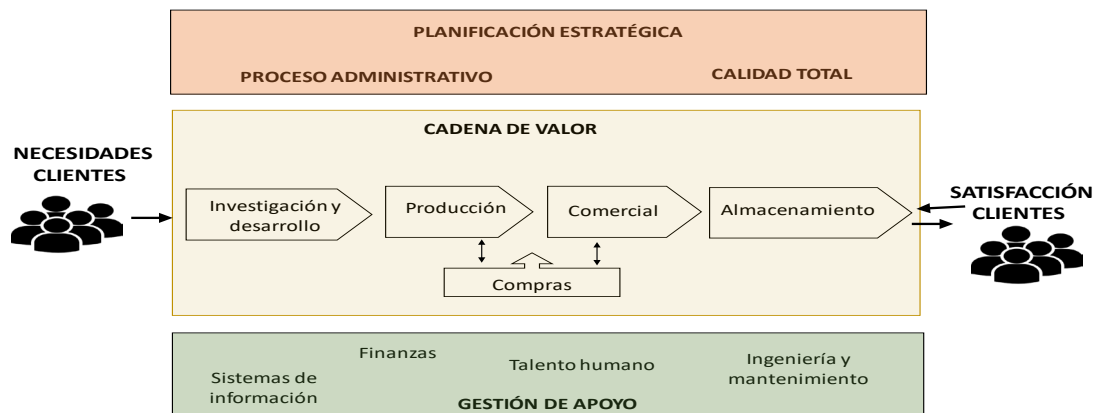 PLANIFICACIÓN ESTRATÉGICA
PROCESO ADMINISTRATIVO
CALIDAD TOTAL
CADENA DE VALOR
NECESIDADES
CLIENTES
Investigación y
desarrollo
Producción
Comercial
Almacenamiento
Compras
SATISFACCIÓN
CLIENTES
Sistemas de
información
Finanzas
Talento humano
Ingeniería y
mantenimiento
GESTIÓN DE APOYO